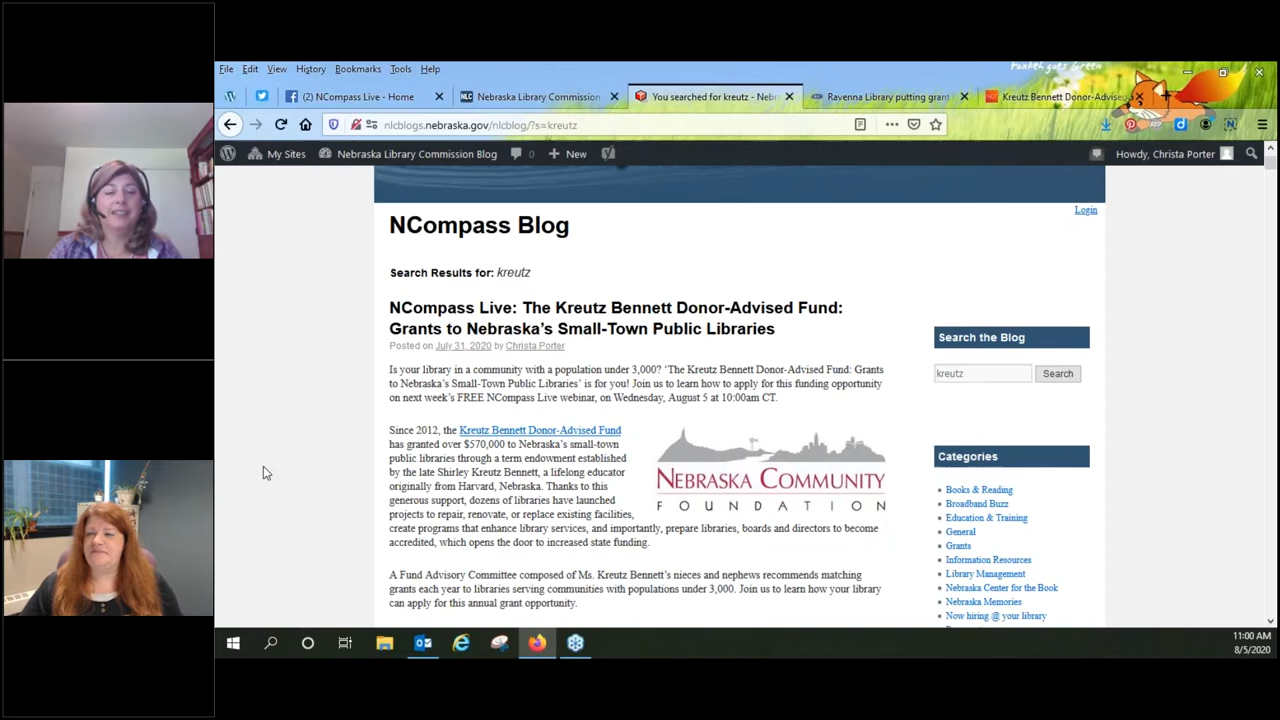 Firefox goes Green
File Edit View History Bookmarks Tools Help
(2) NCompass Live - Home
Nebraska Library Commission
You searched for kreutz - Neb
Ravenna Library putting grant
Kreutz Bennett Donor-Advise
nlcblogs.nebraska.gov/nlcblog/?s=kreutz
My Sites Nebraska Library Commission Blog 0 New Howdy, Christa Porter
Login
NCompass Blog
Search Results for: kreutz
NCompass Live: The Kreutz Bennett Donor-Advised Fund:
Grants to Nebraska's Small-Town Public Libraries
Posted on July 31, 2020 by Christa Porter
Is your library in a community with a population under 3,000? 'The Kreutz Bennett Donor-Advised Fund: Grants
to Nebraska's Small-Town Public Libraries' is for you! Join us to learn how to apply for this funding opportunity
on next week's FREE NCompass Live webinar, on Wednesday, August 5 at 10:00am CT.
Since 2012, the Kreutz Bennett Donor-Advised Fund
has granted over $570,000 to Nebraska's small-town
public libraries through a term endowment established
by the late Shirley Kreutz Bennett, a lifelong educator
originally from Harvard, Nebraska. Thanks to this
generous support, dozens of libraries have launched
projects to repair, renovate, or replace existing facilities,
create programs that enhance library services, and importantly, prepare libraries, boards and directors to become
accredited, which opens the door to increased state funding.
NEBRASKA COMMUNITY
FOUNDATION
A Fund Advisory Committee composed of Ms. Kreutz Bennett's nieces and nephews recommends matching
grants each year to libraries serving communities with populations under 3,000. Join us to learn how your library
can apply for this annual grant opportunity.
Search the Blog
kreutz Search
Categories
Books & Reading
Broadband Buzz
Education & Training
General
Grants
Information Resources
Library Management
Nebraska Center for the Book
Nebraska Memories
Now hiring @ your library
11:00 AM
8/5/2020